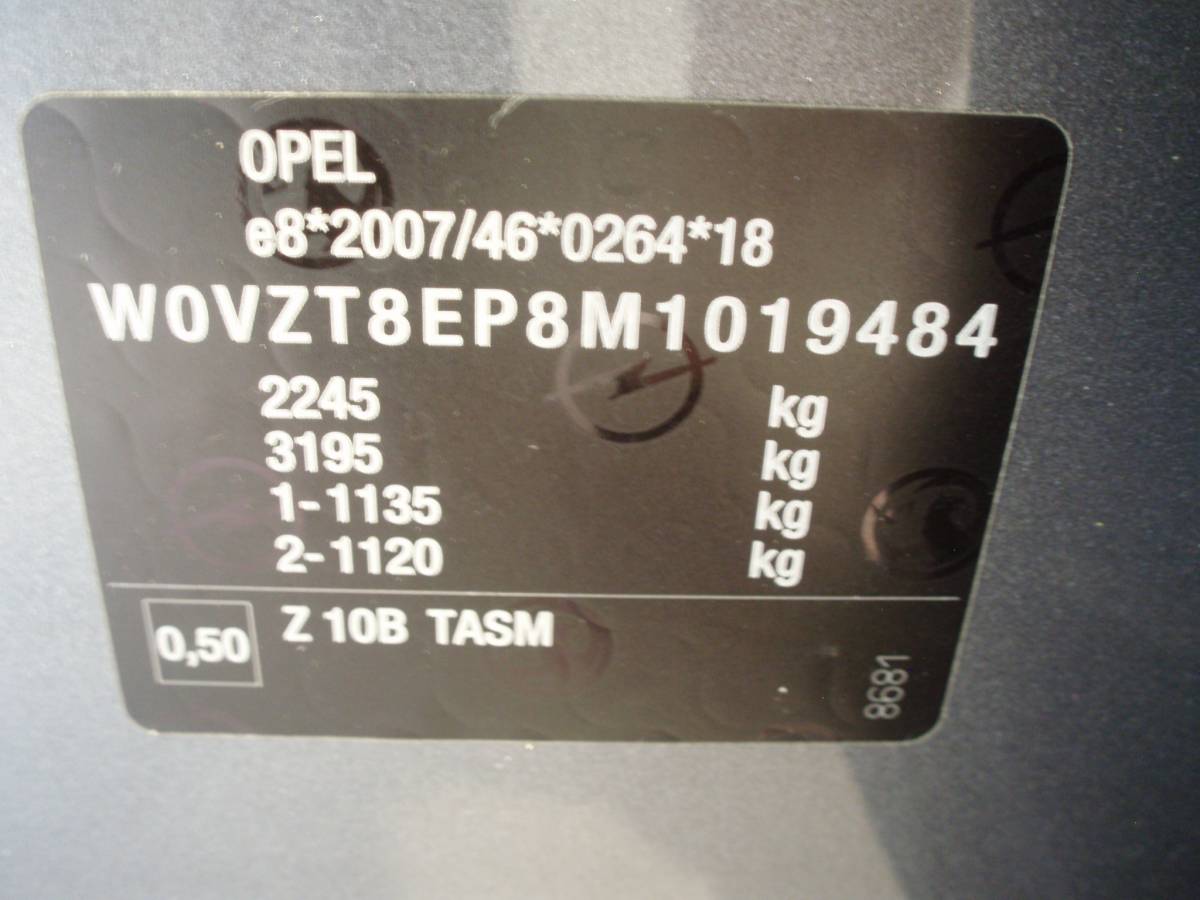 OPEL
e8*2007/46*0264*18
W0VZT8EP8M1019484
2245 kg
3195 kg
1-1135 kg
2-1120 kg
0,50 Z 10B TASM
8681